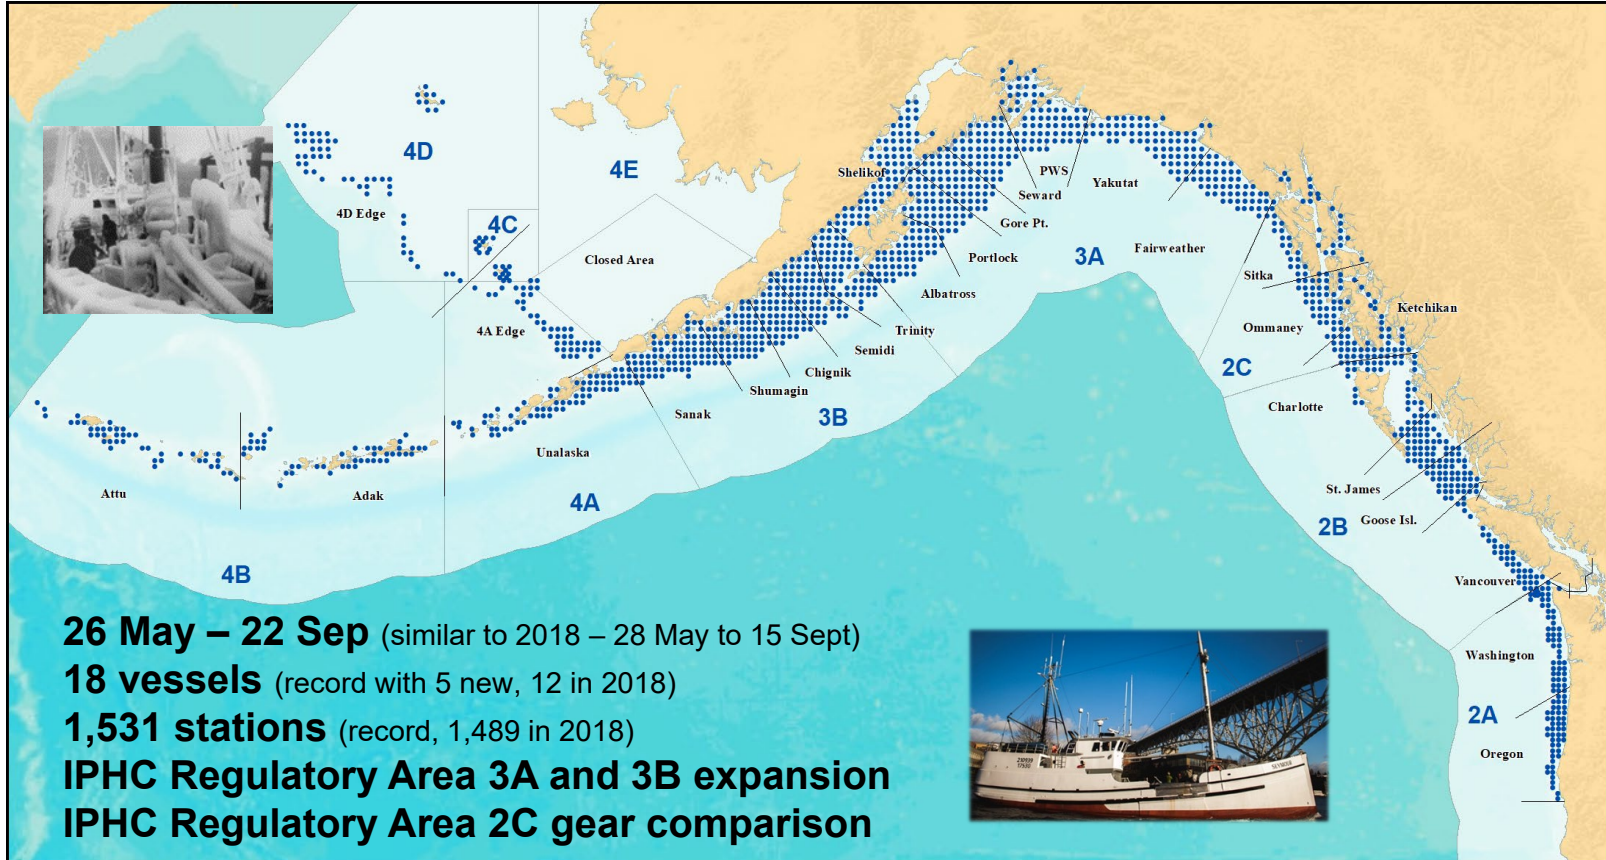 4D
4E
Shelikof
PWS
Yakutat
Seward
4D Edge
4C
Gore Pt.
Closed Area
Portlock
3A
Fairweather
Sitka
Albatross
Ketchikan
4A Edge
Trinity
Ommaney
Semidi
Chignik
2C
Shumagin
Charlotte
Sanak
3B
Unalaska
Attu
Adak
St. James
4A
Goose Isl.
2B
4B
Vancouver
26 May – 22 Sep (similar to 2018 – 28 May to 15 Sept)
18 vessels (record with 5 new, 12 in 2018)
Washington
1,531 stations (record, 1,489 in 2018)
2A
Oregon
IPHC Regulatory Area 3A and 3B expansion
IPHC Regulatory Area 2C gear comparison